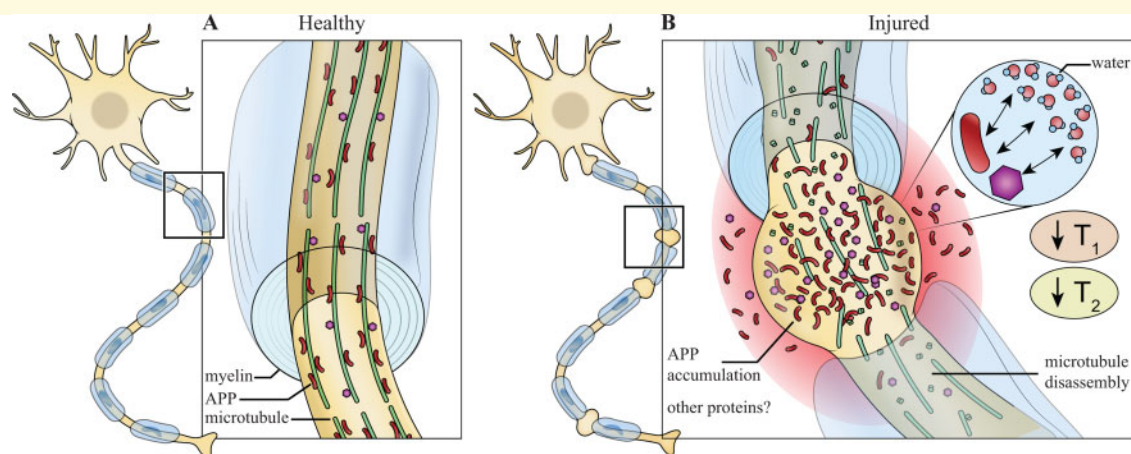 A
Healthy
myelin
APP
microtubule
B
Injured
water
↓ T₁
↓ T₂
APP
accumulation
other proteins?
microtubule
disassembly